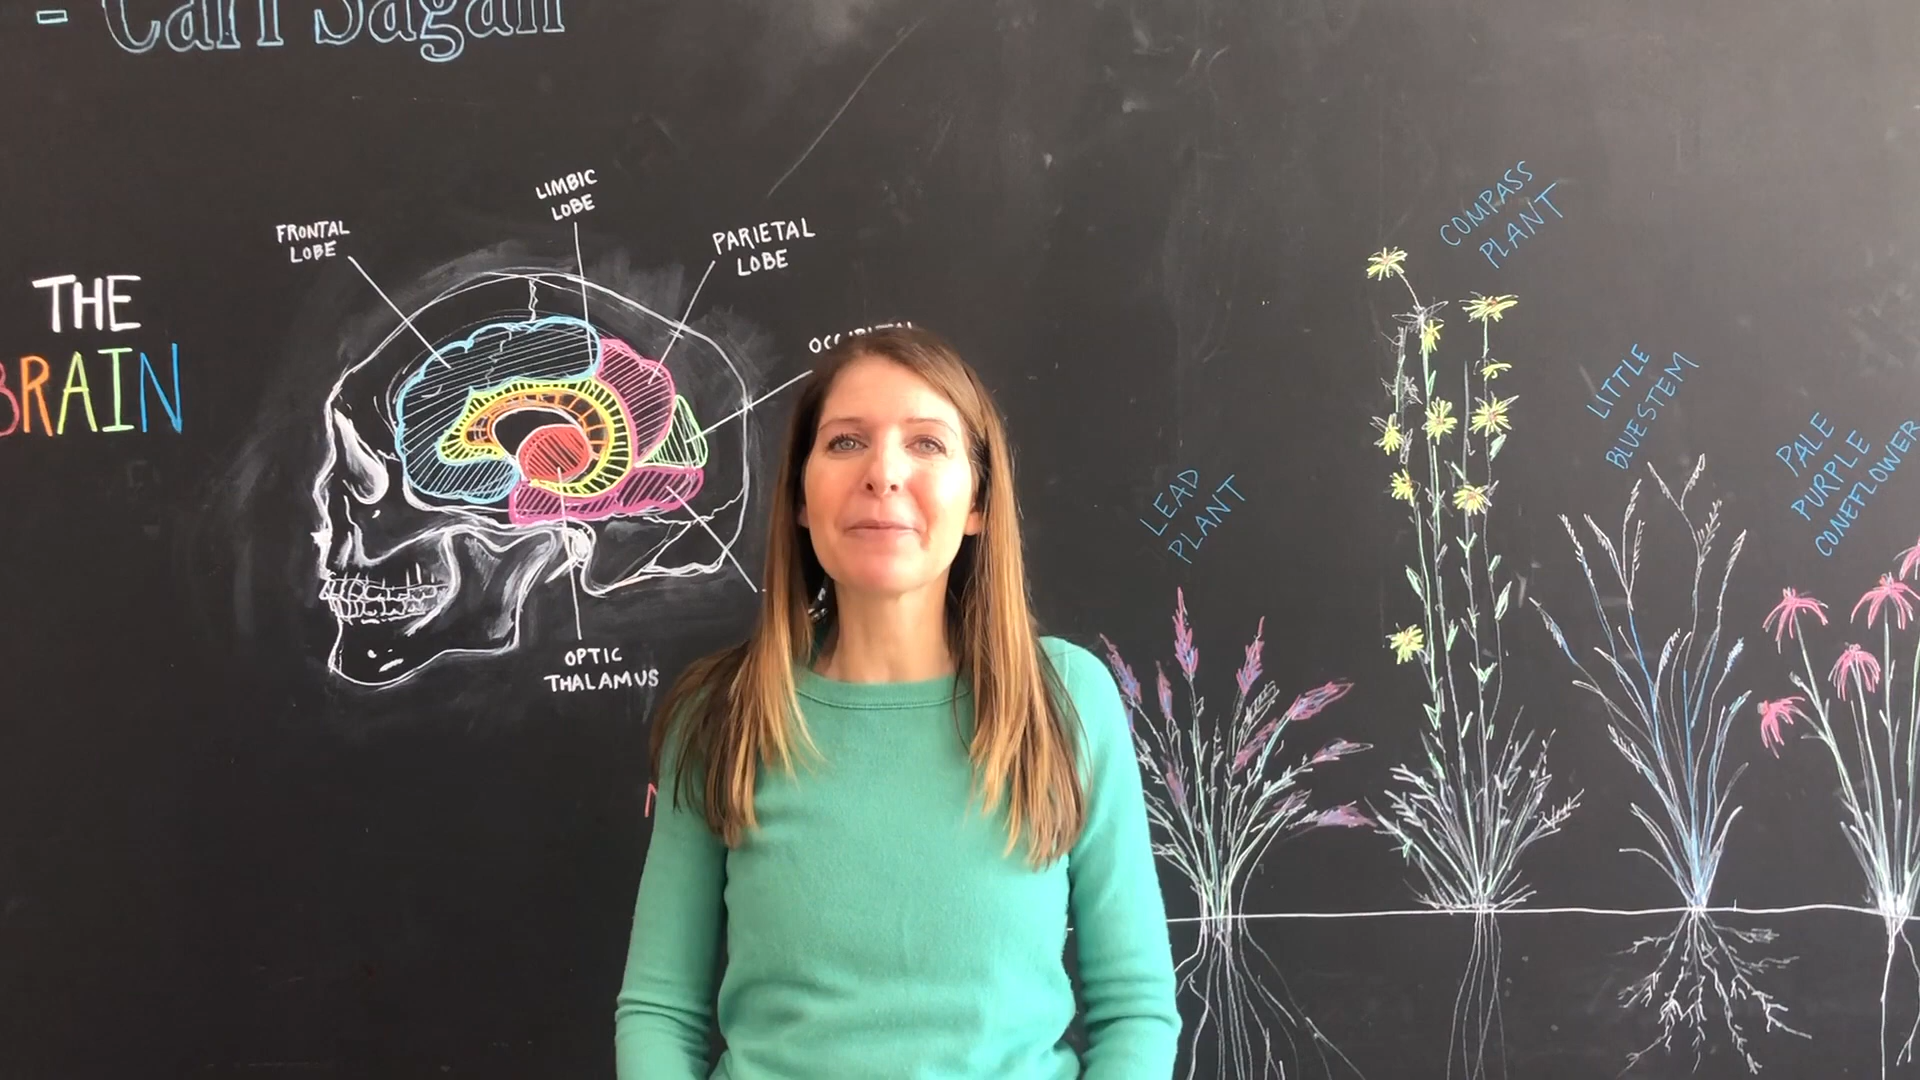 - Carl Sagan
THE
BRAIN
FRONTAL
LOBE
LIMBIC
LOBE
PARIETAL
LOBE
OCCIPITAL
OPTIC
THALAMUS
LEAD
PLANT
COMPASS
PLANT
LITTLE
BLUESTEM
PALE
PURPLE
CONEFLOWER